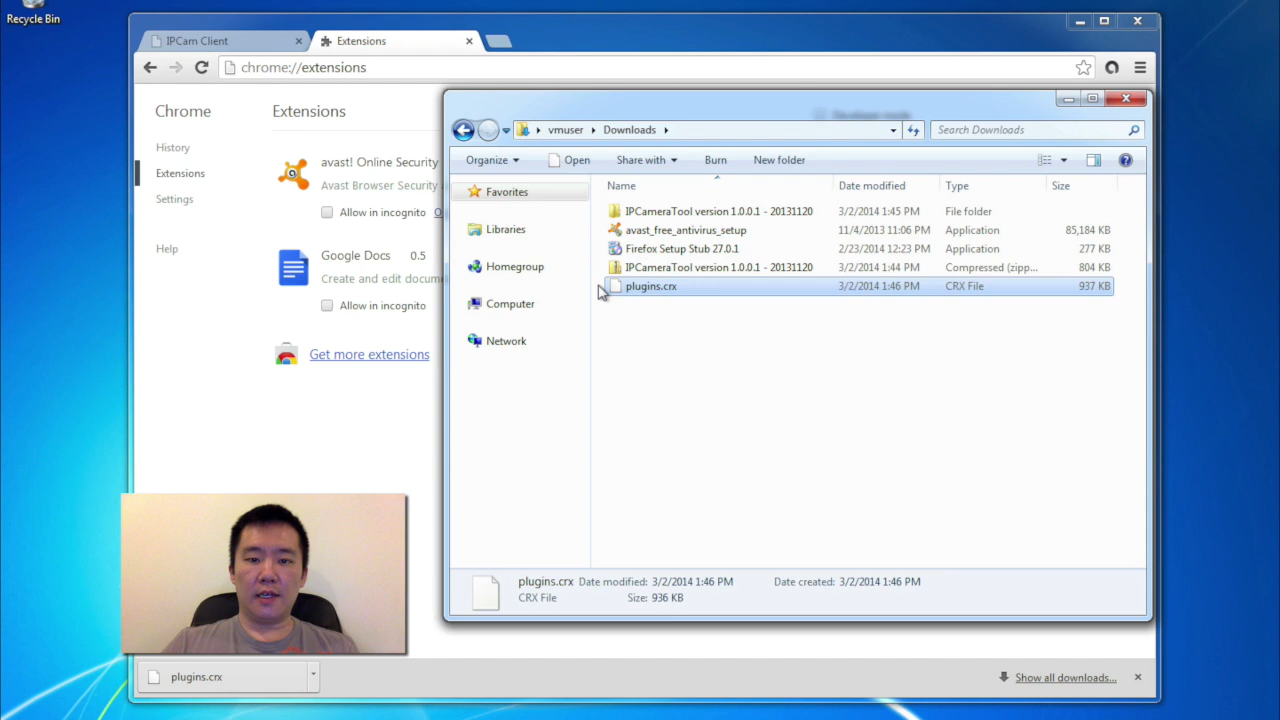 Recycle Bin
IPCam Client
Extensions
chrome://extensions
Chrome
History
Extensions
Settings
Help
Extensions
avast! Online Security
Avast Browser Security
Allow in incognito
Google Docs 0.5
Create and edit docume
Allow in incognito
Get more extensions
vmuser Downloads
Search Downloads
Organize Open Share with Burn New folder
Favorites
Libraries
Homegroup
Computer
Network
Name Date modified Type Size
IPCameraTool version 1.0.0.1 - 20131120 3/2/2014 1:45 PM File folder
avast_free_antivirus_setup 11/4/2013 11:06 PM Application 85,184 KB
Firefox Setup Stub 27.0.1 2/23/2014 12:23 PM Application 277 KB
IPCameraTool version 1.0.0.1 - 20131120 3/2/2014 1:44 PM Compressed (zipp... 804 KB
plugins.crx 3/2/2014 1:46 PM CRX File 937 KB
plugins.crx Date modified: 3/2/2014 1:46 PM Date created: 3/2/2014 1:46 PM
CRX File Size: 936 KB
plugins.crx
Show all downloads...